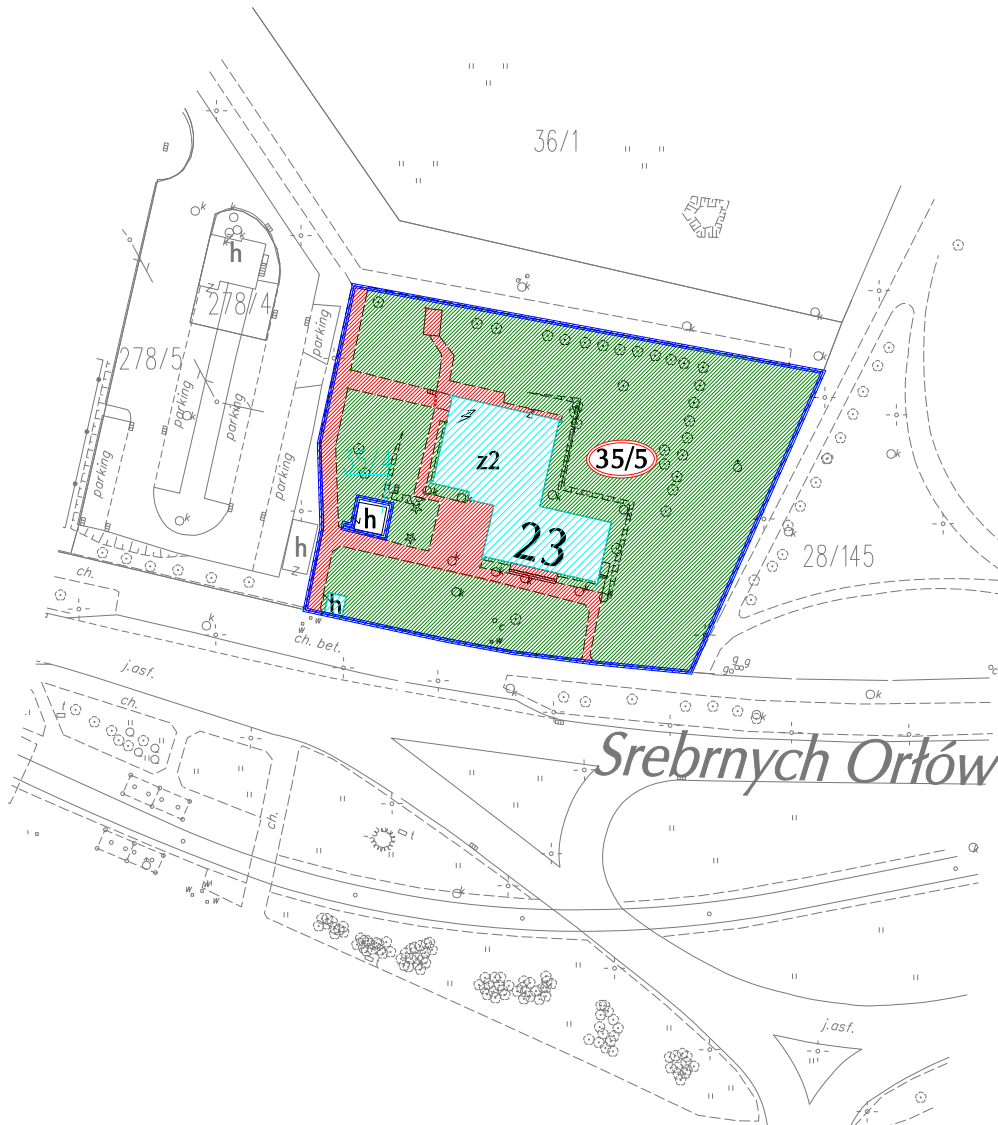 36/1
k
k
k
h
278/4
278/5
parking
parking
parking
parking
parking
k
k
k
k
z2
35/5
h
23
h
h
28/145
ch.
ch. bet.
j.asf.
ch.
t
k
w
w
k
g
g
g
c
Srebrnych Orłów
ch.
t
k
k
w
w
w
j.asf.